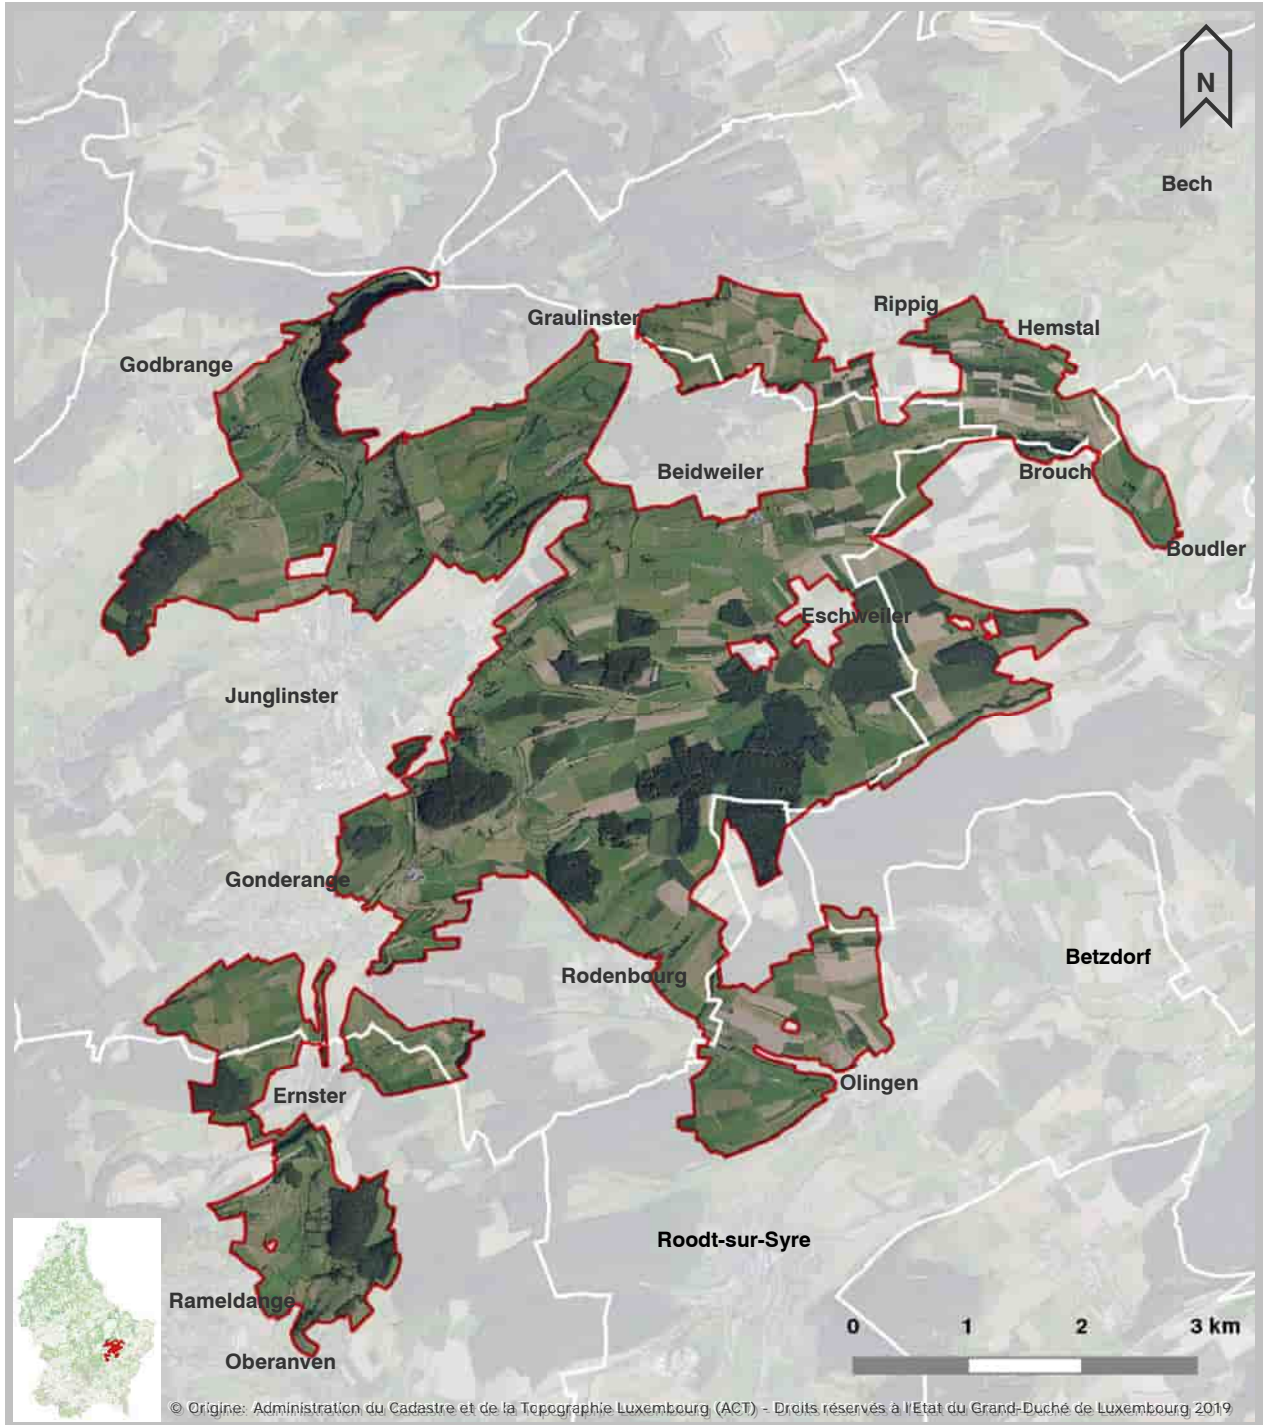 N
Bech
Rippig
Graulinster
Hemstal
Godbrange
Beidweiler
Brouch
Boudler
Eschweiler
Junglinster
Gonderange
Betzdorf
Rodenbourg
Olingen
Ernster
Roodt-sur-Syre
Rameldange
0 1 2 3 km
Oberanven
© Origine: Administration du Cadastre et de la Topographie Luxembourg (ACT) - Droits réservés à l'Etat du Grand-Duché de Luxembourg 2019